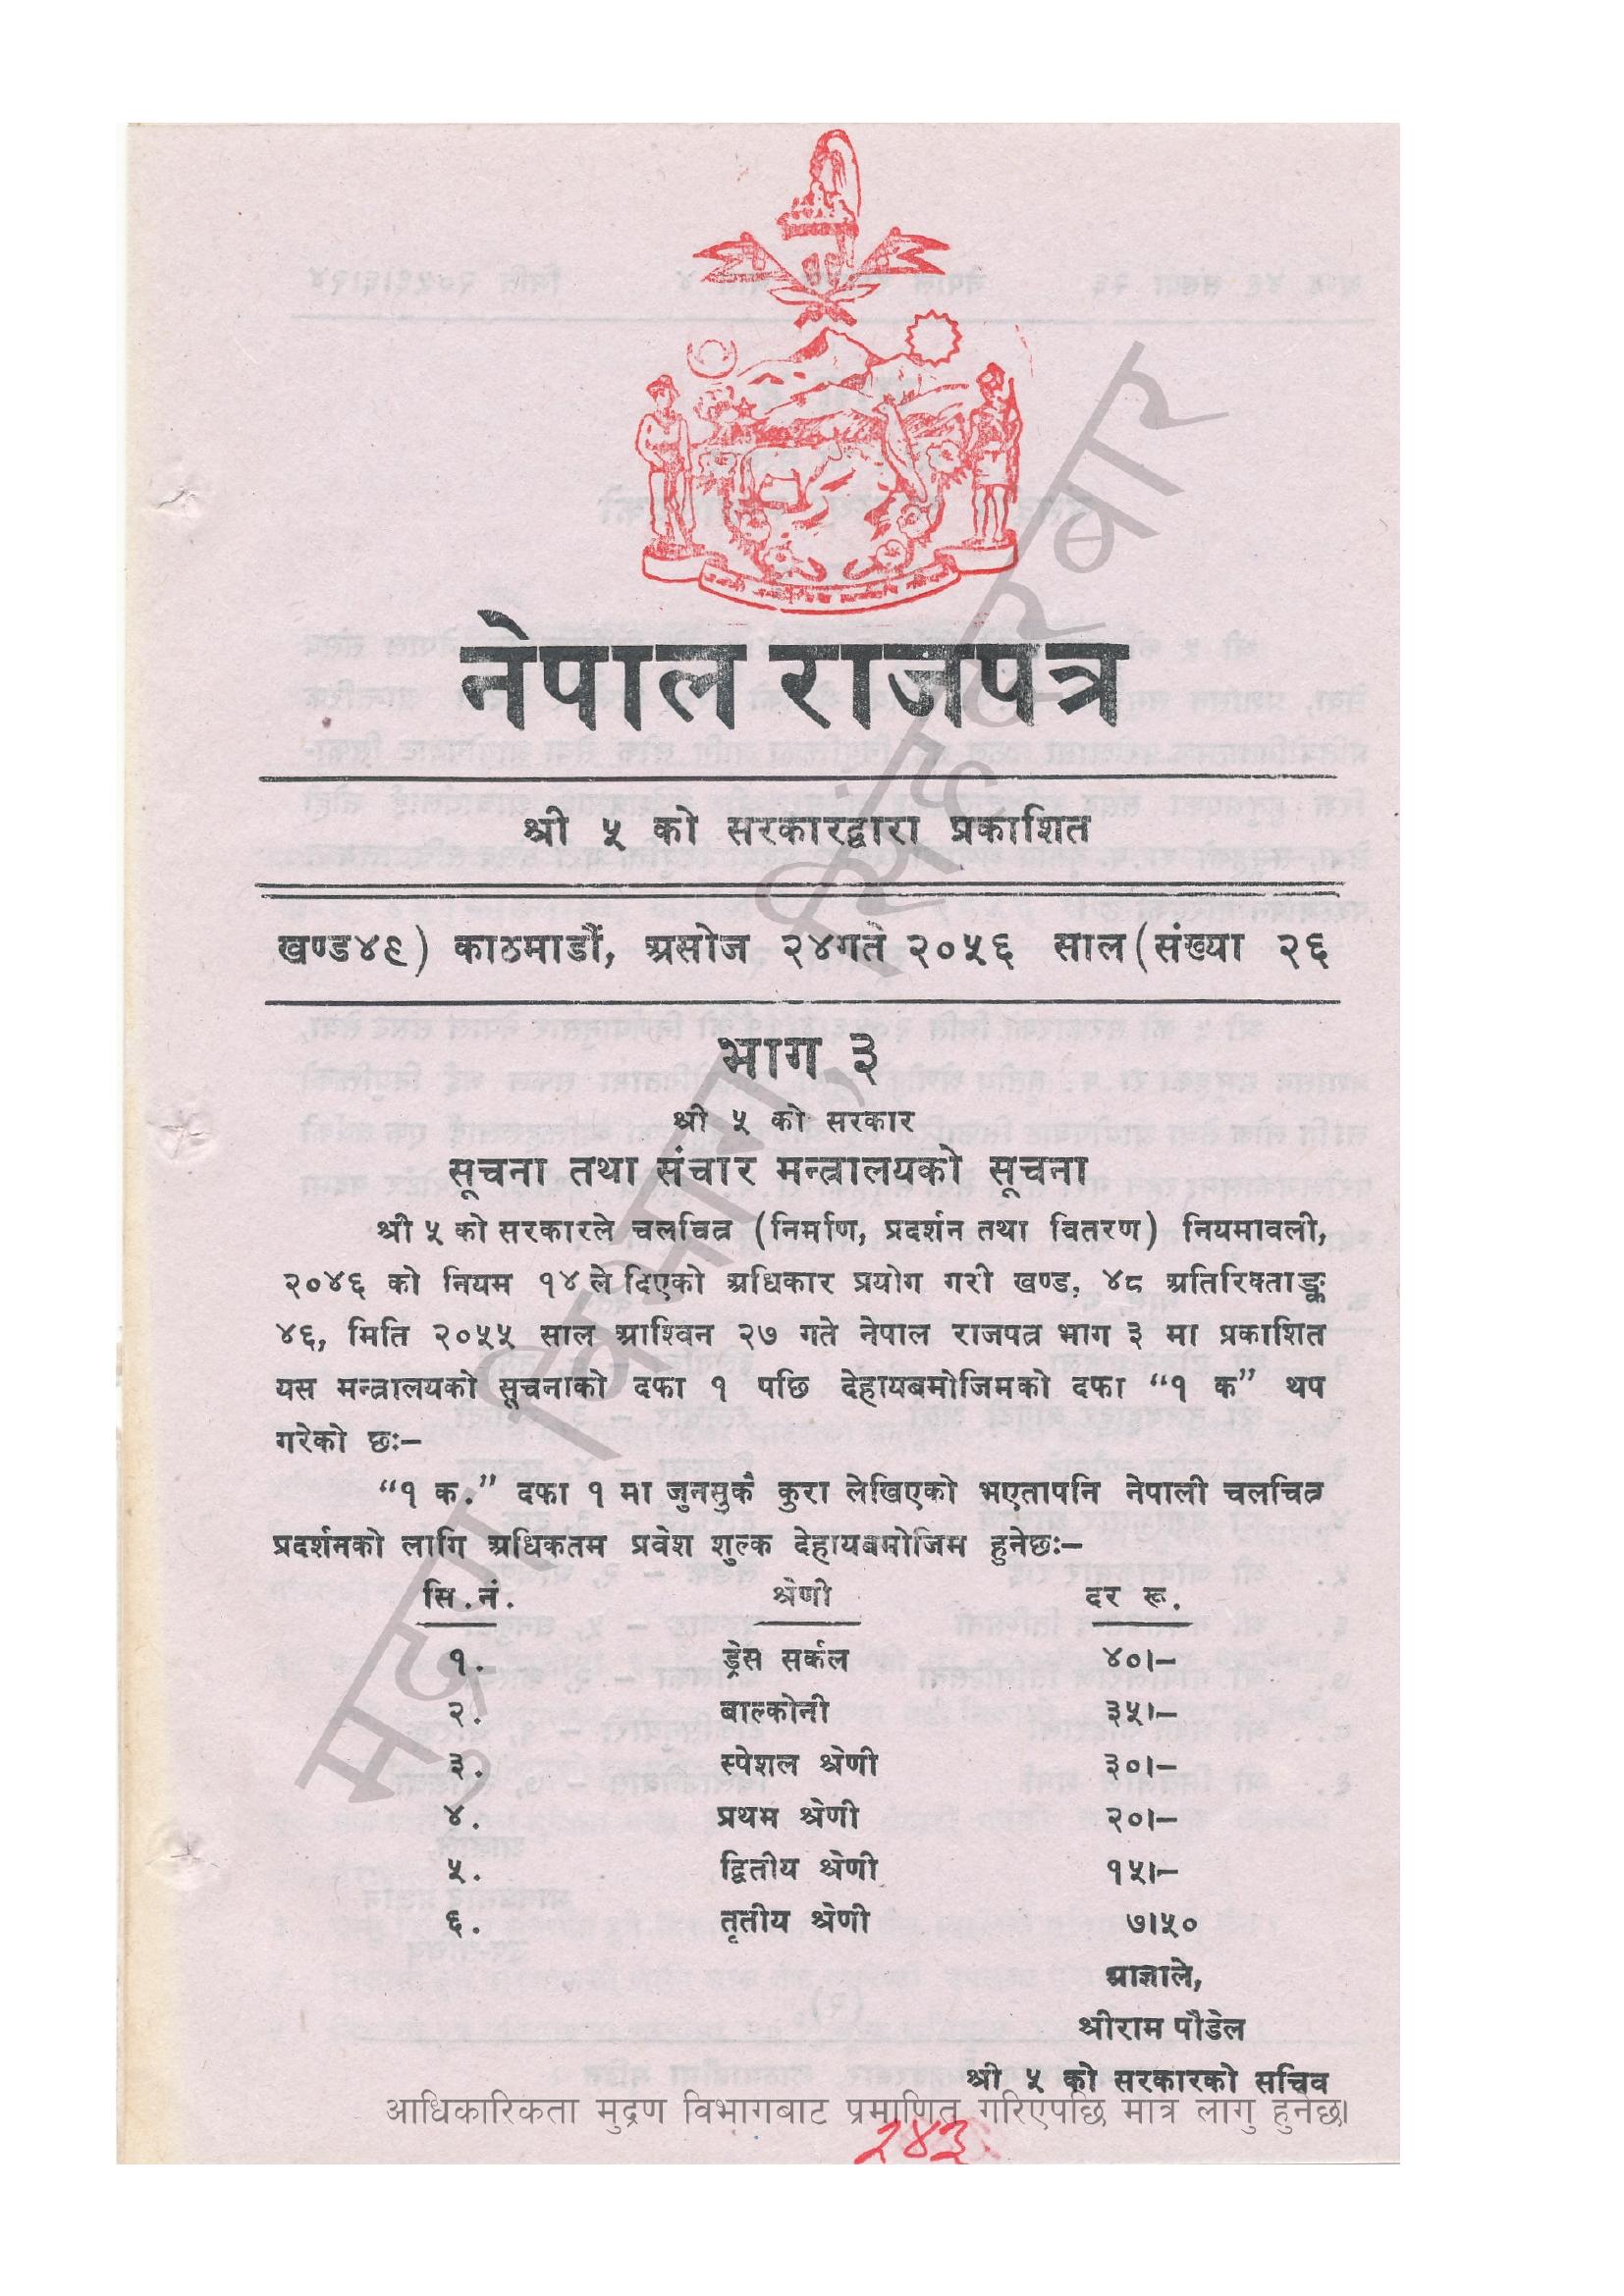 नेपाल राजपत्र
श्री ५ को सरकारद्वारा प्रकाशित
खण्ड४९) काठमाडौं, असोज २४गते २०५६ साल(संख्या २६
भाग ३
श्री ५ को सरकार
सूचना तथा संचार मन्त्रालयको सूचना
श्री ५ को सरकारले चलचित्र (निर्माण, प्रदर्शन तथा वितरण) नियमावली,
२०४६ को नियम १४ ले दिएको अधिकार प्रयोग गरी खण्ड, ४८ अतिरिक्ताङ्क
४६, मिति २०५५ साल आश्विन २७ गते नेपाल राजपत्र भाग ३ मा प्रकाशित
यस मन्त्रालयको सूचनाको दफा १ पछि देहायबमोजिमको दफा “१ क” थप
गरेको छः–
“१ क.” दफा १ मा जुनसुकै कुरा लेखिएको भएतापनि नेपाली चलचित्र
प्रदर्शनको लागि अधिकतम प्रवेश शुल्क देहायबमोजिम हुनेछः–
सि.नं. श्रेणी दर रू.
१. ड्रेस सर्कल ४०।–
२. बाल्कोनी ३५।–
३. स्पेशल श्रेणी ३०।–
४. प्रथम श्रेणी २०।–
५. द्वितीय श्रेणी १५।–
६. तृतीय श्रेणी ७।५०
आज्ञाले,
श्रीराम पौडेल
श्री ५ को सरकारको सचिव
आधिकारिकता मुद्रण विभागबाट प्रमाणित गरिएपछि मात्र लागु हुनेछ।
२४३
मुद्रण विभाग, सिंहदरवार